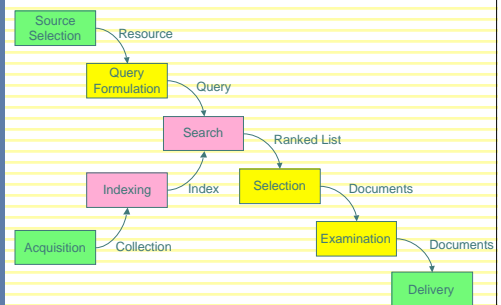 Source
Selection
Resource
Query
Formulation
Query
Search
Ranked List
Indexing
Index
Selection
Documents
Acquisition
Collection
Examination
Documents
Delivery